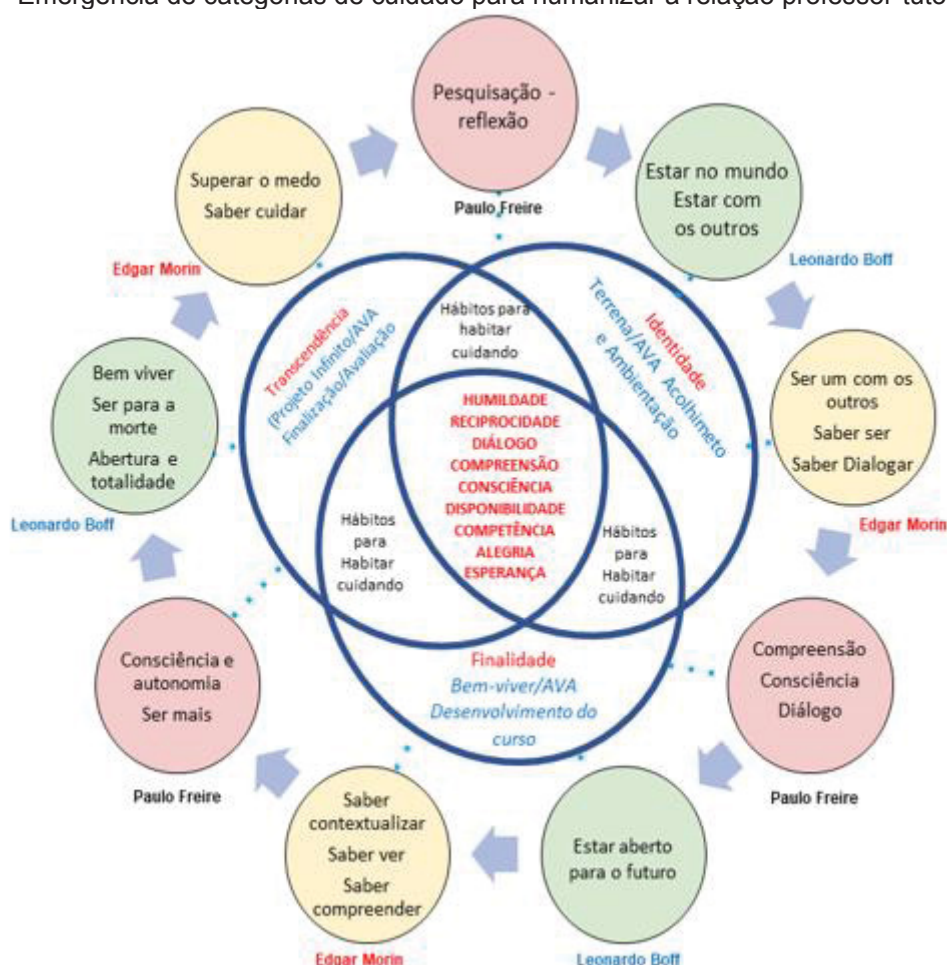 Emergência de categorias do cuidado para humanizar a relação professor-tuto
Pesquisação -
reflexão
Paulo Freire
Estar no mundo
Estar com
os outros
Leonardo Boff
Ser um com os
outros
Saber ser
Saber Dialogar
Edgar Morin
Compreensão
Consciência
Diálogo
Paulo Freire
Estar aberto
para o futuro
Leonardo Boff
Saber
contextualizar
Saber ver
Saber
compreender
Edgar Morin
Consciência e
autonomia
Ser mais
Paulo Freire
Bem viver
Ser para a
morte
Abertura e
totalidade
Leonardo Boff
Superar o medo
Saber cuidar
Edgar Morin
Transcendência
(Projeto Infinito/AVA
Finalização/Avaliação
Hábitos para
habitar
cuidando
Identidade
Terrena/AVA Acolhimeto
e Ambientação
HUMILDADE
RECIPROCIDADE
DIÁLOGO
COMPREENSÃO
CONSCIÊNCIA
DISPONIBILIDADE
COMPETÊNCIA
ALEGRIA
ESPERANÇA
Hábitos
para
Habitar
cuidando
Hábitos
para
Habitar
cuidando
Finalidade
Bem-viver/AVA
Desenvolvimento do
curso